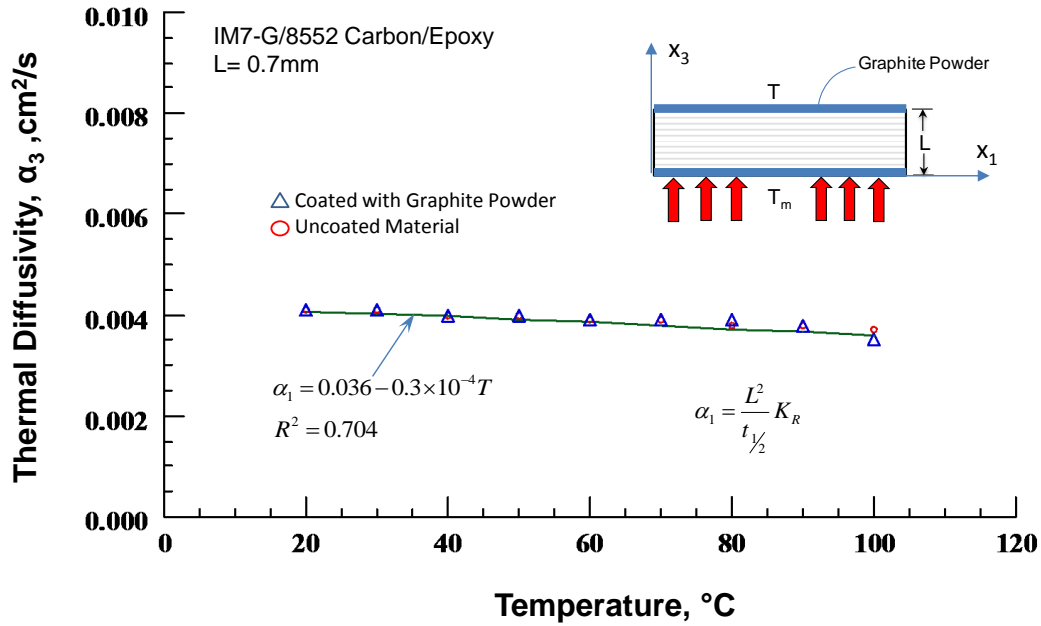 0.010
0.008
0.006
0.004
0.002
0.000
0 20 40 60 80 100 120
Thermal Diffusivity, α₃ ,cm²/s
Temperature, °C
IM7-G/8552 Carbon/Epoxy
L= 0.7mm
x₃
Graphite Powder
T
L
x₁
Tₘ
Coated with Graphite Powder
Uncoated Material
α₁ = 0.036 − 0.3×10⁻⁴T
R² = 0.704
α₁ = L²/t½ K_R